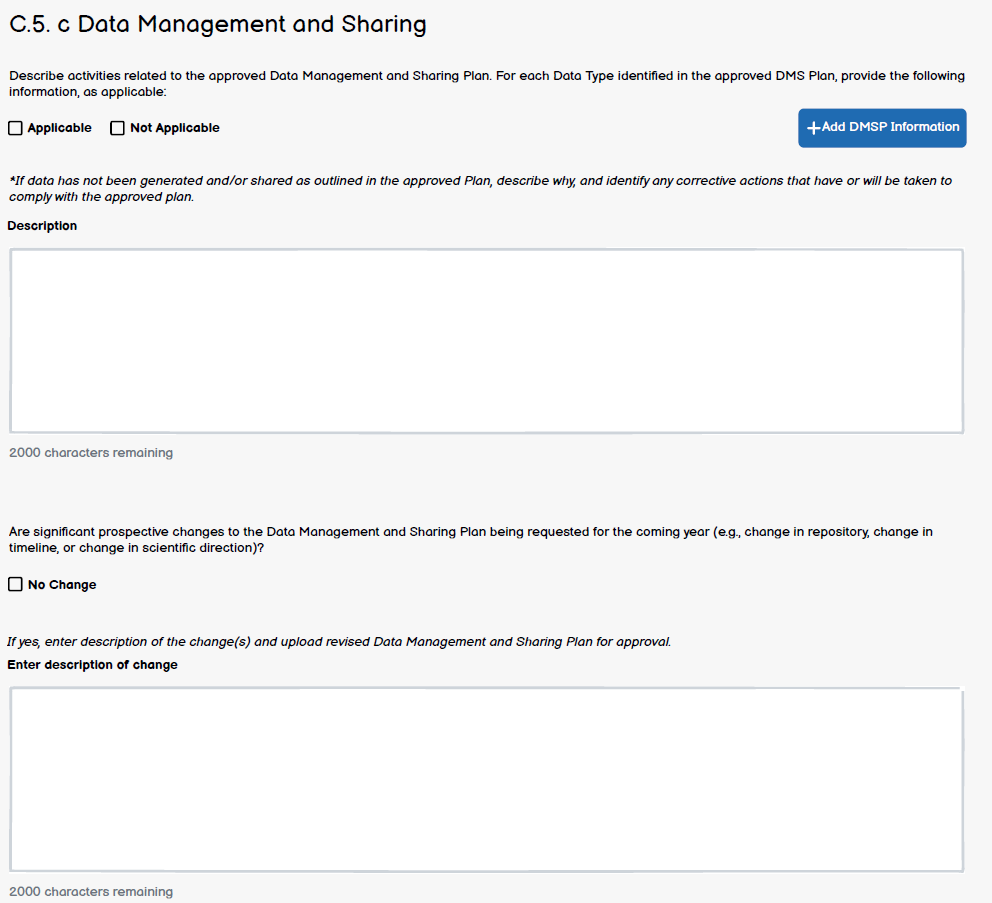 C.5. c Data Management and Sharing
Describe activities related to the approved Data Management and Sharing Plan. For each Data Type identified in the approved DMS Plan, provide the following
information, as applicable:
Applicable Not Applicable
+Add DMSP Information
*If data has not been generated and/or shared as outlined in the approved Plan, describe why, and identify any corrective actions that have or will be taken to
comply with the approved plan.
Description
2000 characters remaining
Are significant prospective changes to the Data Management and Sharing Plan being requested for the coming year (e.g., change in repository, change in
timeline, or change in scientific direction)?
No Change
If yes, enter description of the change(s) and upload revised Data Management and Sharing Plan for approval.
Enter description of change
2000 characters remaining